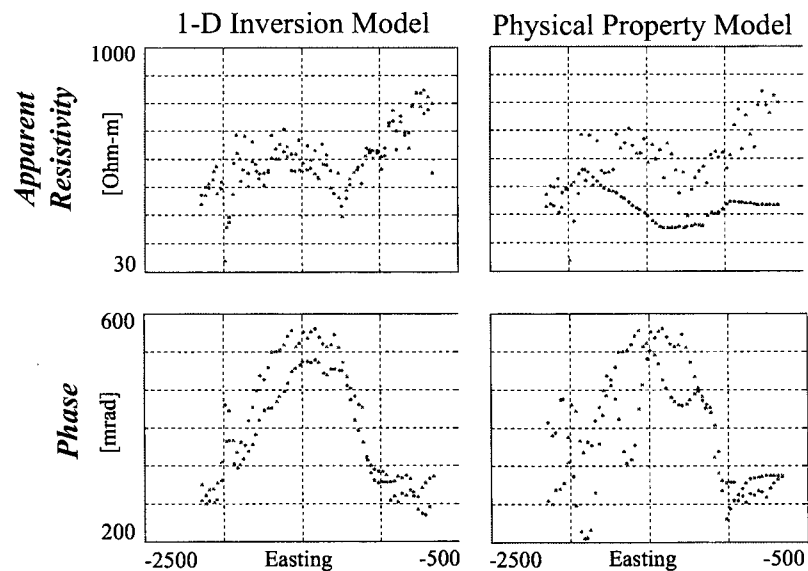 1-D Inversion Model
Physical Property Model
Apparent
Resistivity
[Ohm-m]
1000
30
Phase
[mrad]
600
200
-2500 Easting -500
-2500 Easting -500